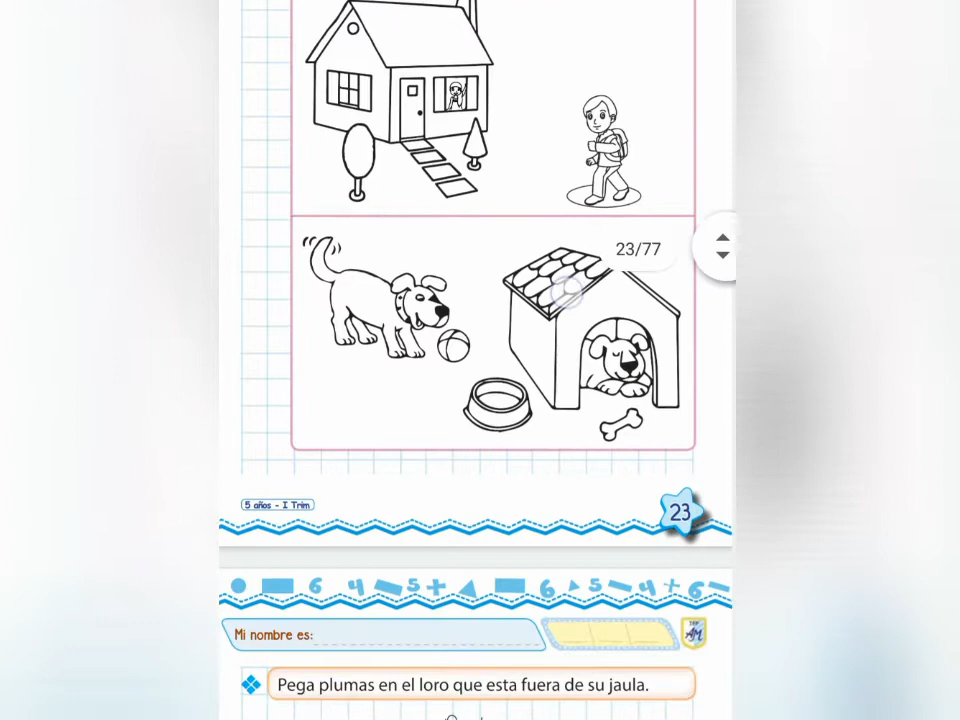 23/77
5 años - I Trim
23
6 4 5 + 6 5 4 + 6
Mi nombre es:
AM
Pega plumas en el loro que esta fuera de su jaula.